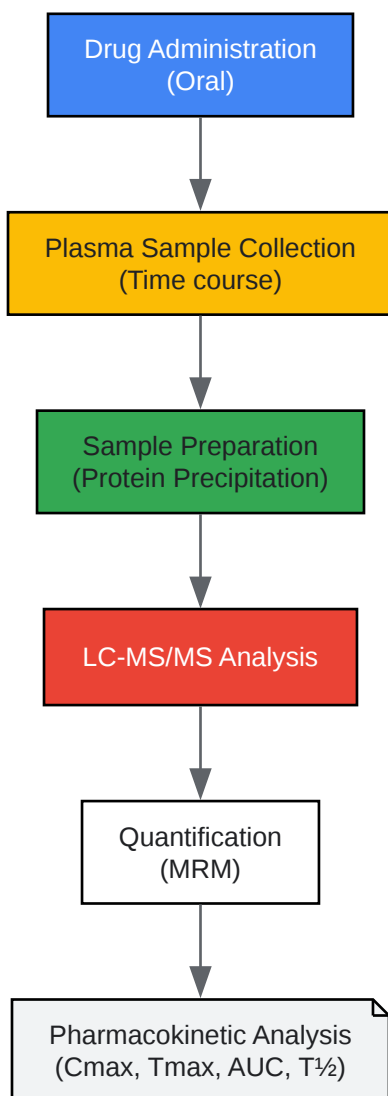 Drug Administration
(Oral)
Plasma Sample Collection
(Time course)
Sample Preparation
(Protein Precipitation)
LC-MS/MS Analysis
Quantification
(MRM)
Pharmacokinetic Analysis
(Cmax, Tmax, AUC, T½)